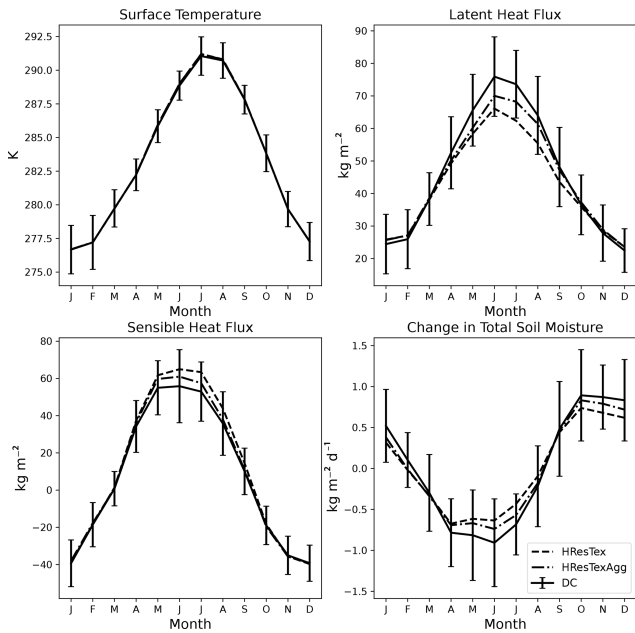 Surface Temperature
292.5
290.0
287.5
285.0
282.5
280.0
277.5
275.0
K
J F M A M J J A S O N D
Month
Latent Heat Flux
90
80
70
60
50
40
30
20
kg m⁻²
J F M A M J J A S O N D
Month
Sensible Heat Flux
80
60
40
20
0
−20
−40
kg m⁻²
J F M A M J J A S O N D
Month
Change in Total Soil Moisture
1.5
1.0
0.5
0.0
−0.5
−1.0
−1.5
kg m⁻² d⁻¹
HResTex
HResTexAgg
DC
J F M A M J J A S O N D
Month